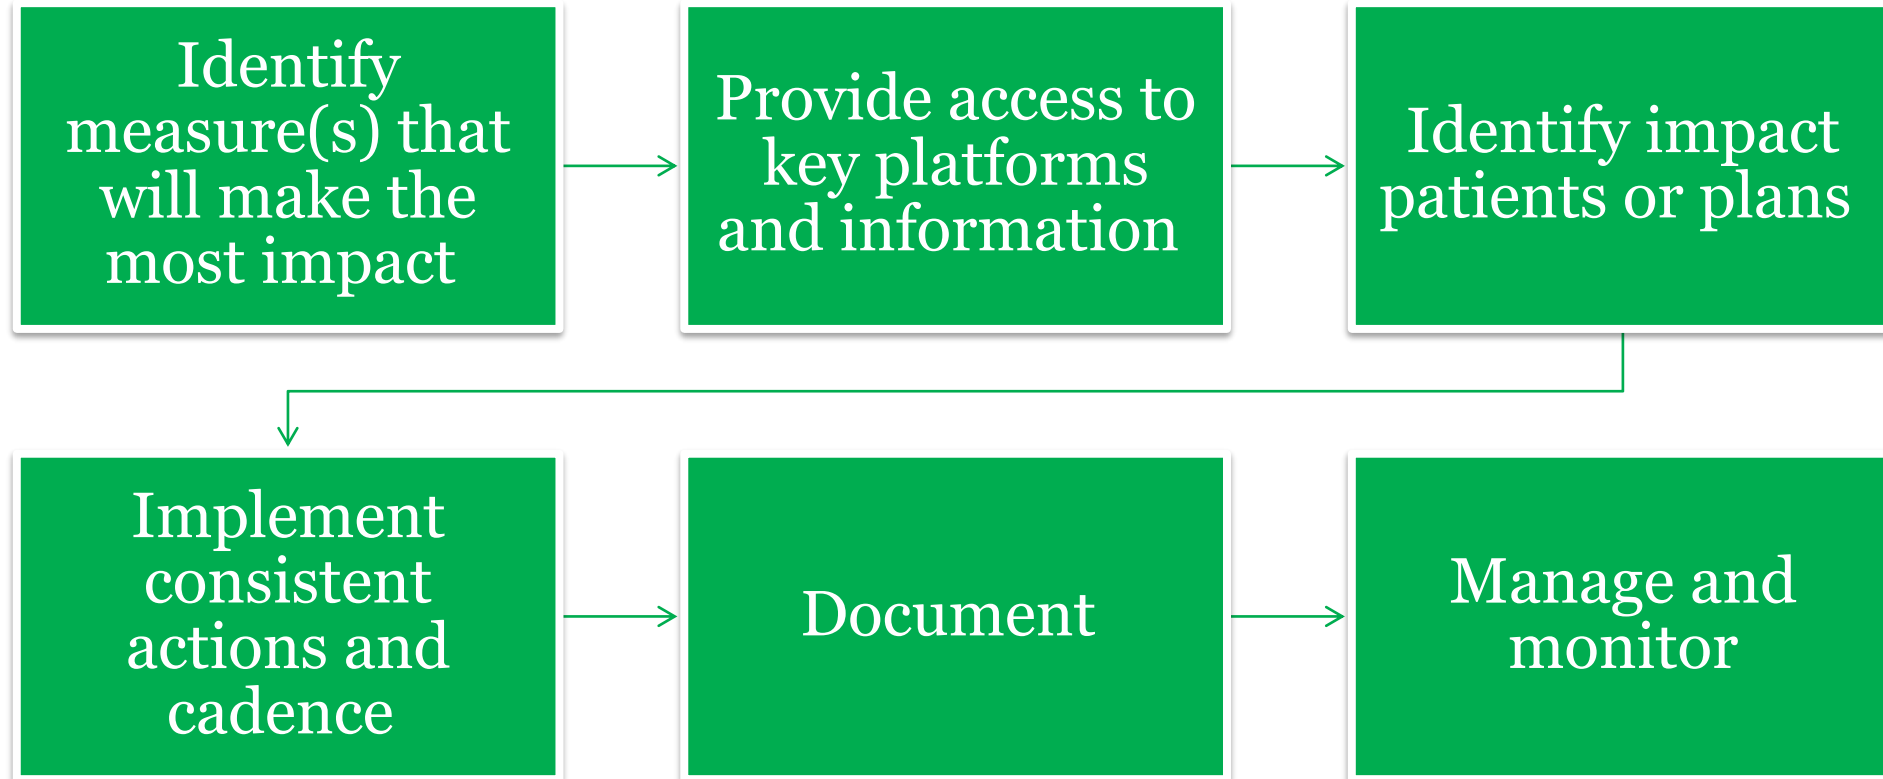 Identify
measure(s) that
will make the
most impact
Provide access to
key platforms
and information
Identify impact
patients or plans
Implement
consistent
actions and
cadence
Document
Manage and
monitor